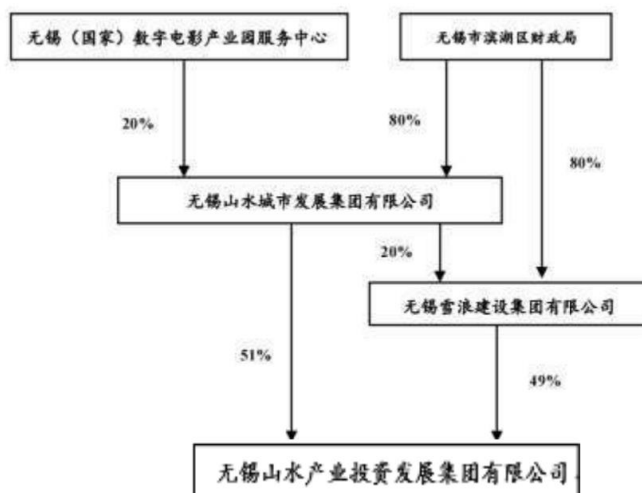 无锡（国家）数字电影产业园服务中心
无锡市滨湖区财政局
20%
80%
80%
无锡山水城市发展集团有限公司
20%
无锡雪浪建设集团有限公司
51%
49%
无锡山水产业投资发展集团有限公司